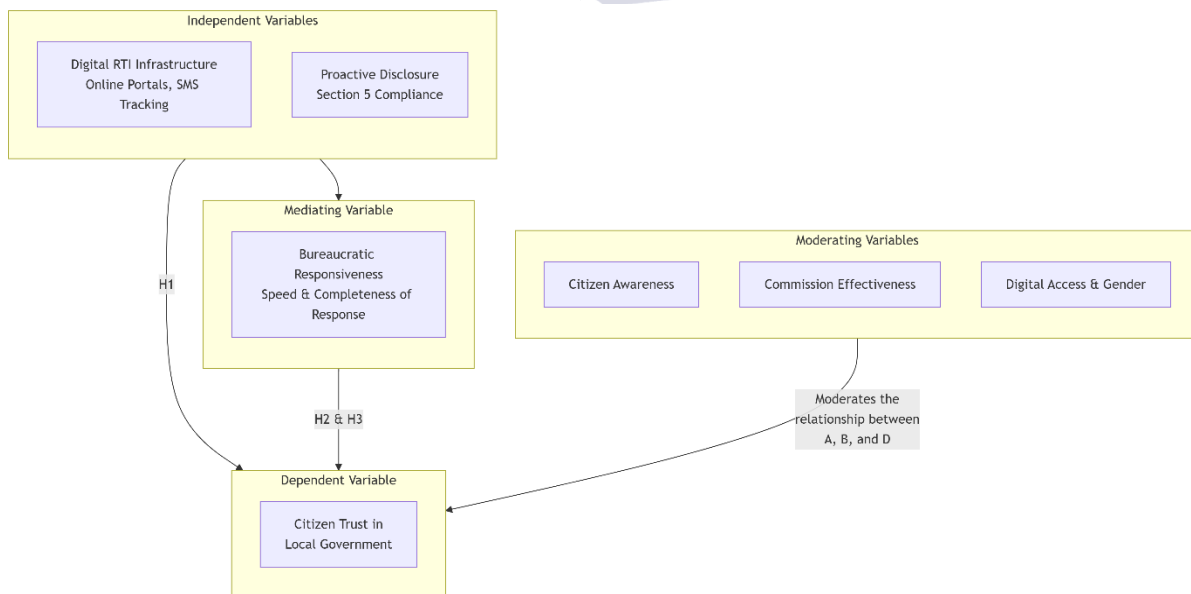 Independent Variables
Digital RTI Infrastructure
Online Portals, SMS
Tracking
Proactive Disclosure
Section 5 Compliance
Mediating Variable
Bureaucratic
Responsiveness
Speed & Completeness of
Response
Moderating Variables
Citizen Awareness
Commission Effectiveness
Digital Access & Gender
H1
H2 & H3
Moderates the
relationship between
A, B, and D
Dependent Variable
Citizen Trust in
Local Government